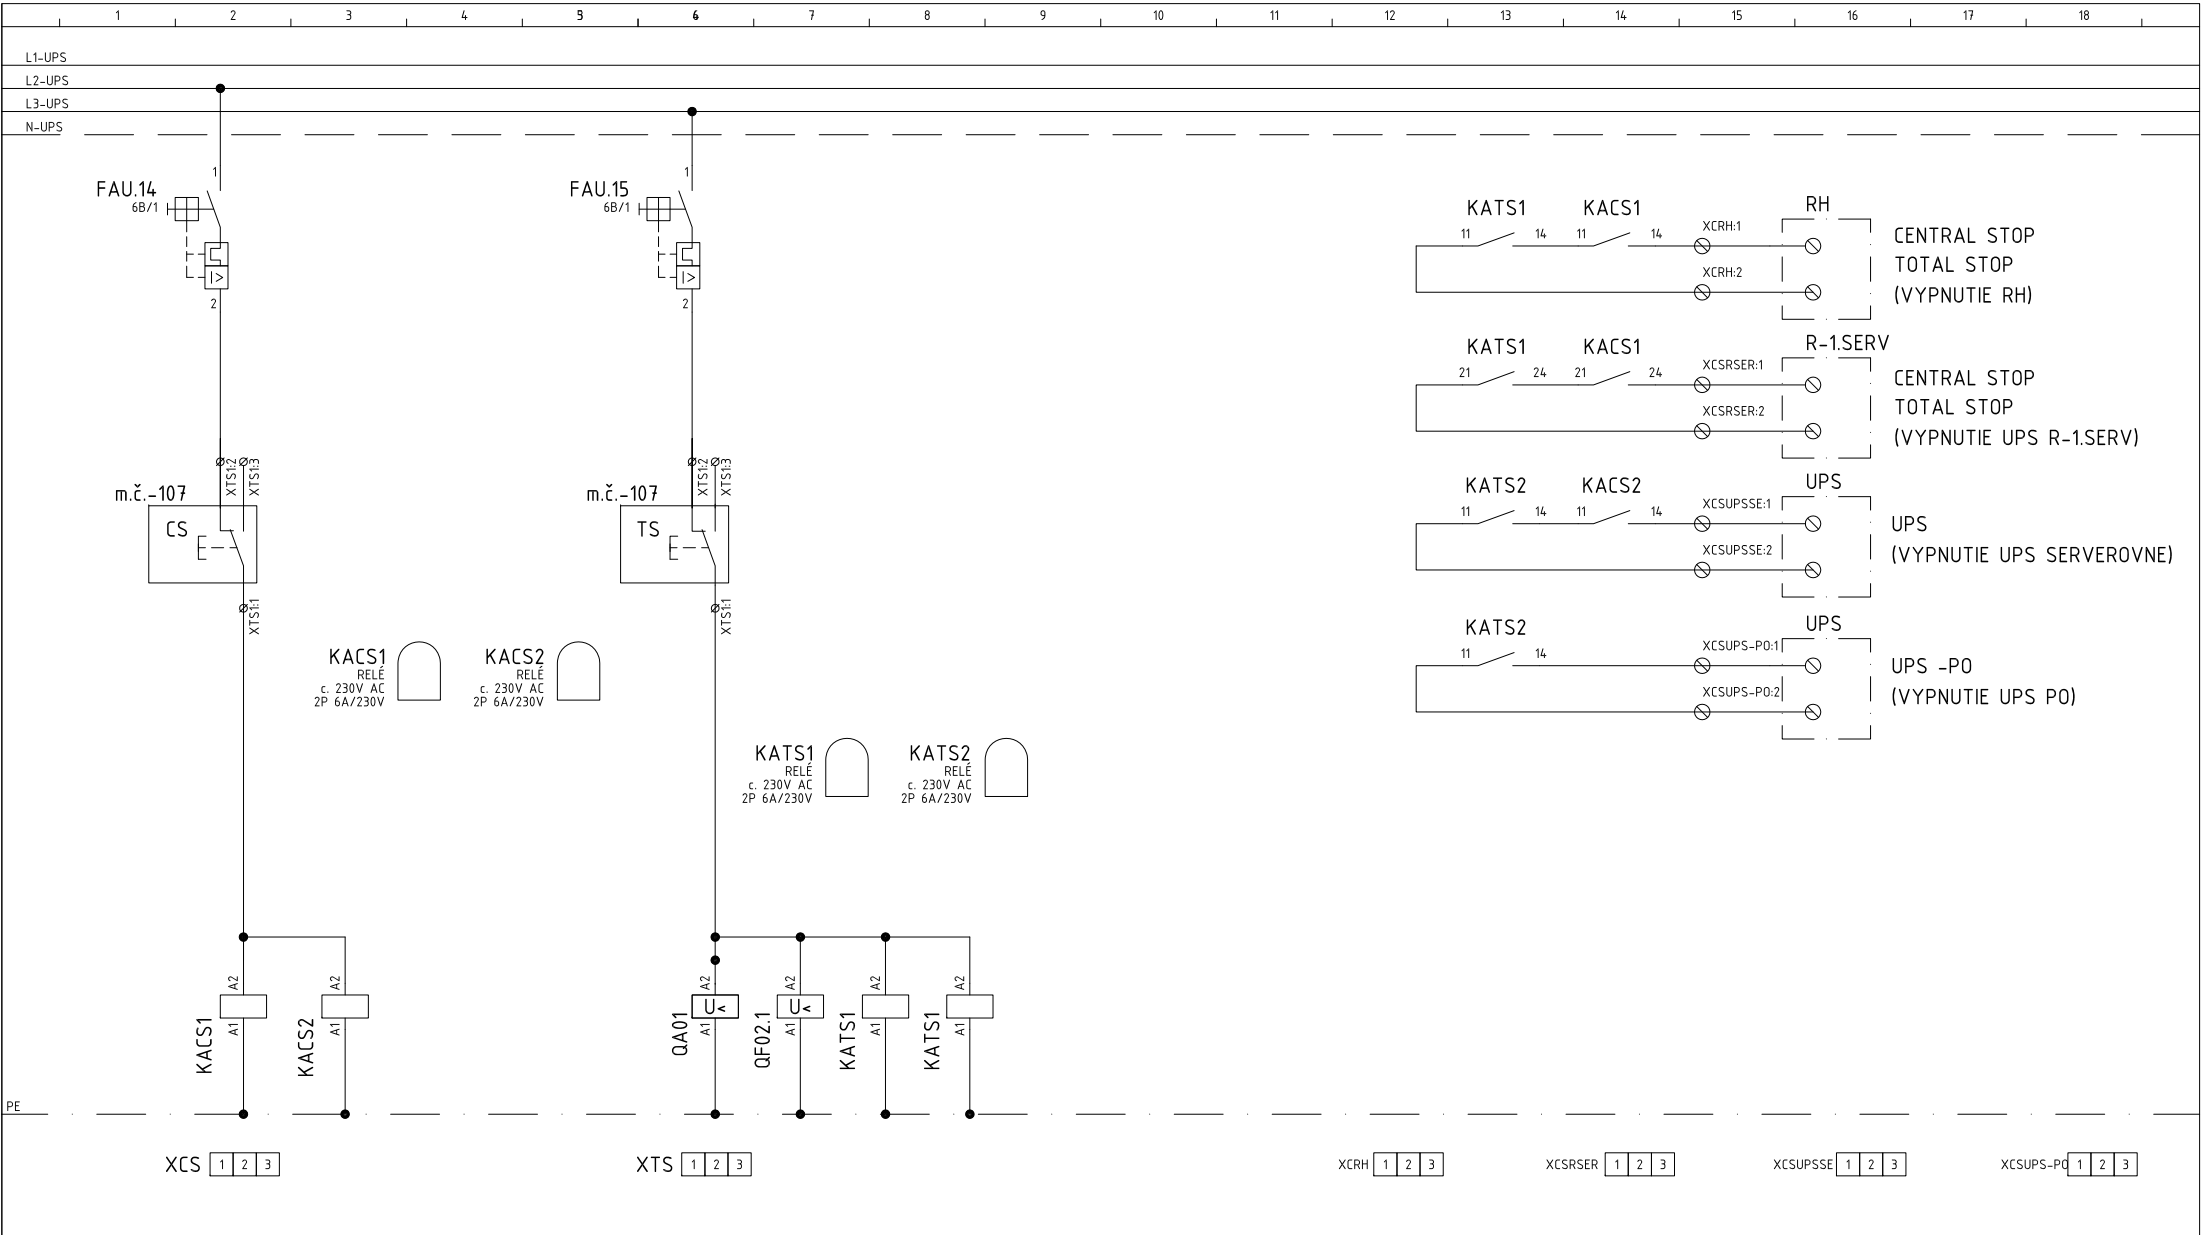 1 2 3 4 5 6 7 8 9 10 11 12 13 14 15 16 17 18
L1-UPS
L2-UPS
L3-UPS
N-UPS
1
FAU.14
6B/1
I>
2
XTS1:2
XTS1:3
m.č.-107
CS
XTS1:1
1
FAU.15
6B/1
I>
2
XTS1:2
XTS1:3
m.č.-107
TS
XTS1:1
KACS1
RELÉ
c. 230V AC
2P 6A/230V
KACS2
RELÉ
c. 230V AC
2P 6A/230V
KATS1
RELÉ
c. 230V AC
2P 6A/230V
KATS2
RELÉ
c. 230V AC
2P 6A/230V
KATS1 KACS1 RH
11 14 11 14 XCRH:1
XCRH:2
CENTRAL STOP
TOTAL STOP
(VYPNUTIE RH)
KATS1 KACS1 R-1.SERV
21 24 21 24 XCSRSER:1
XCSRSER:2
CENTRAL STOP
TOTAL STOP
(VYPNUTIE UPS R-1.SERV)
KATS2 KACS2 UPS
11 14 11 14 XCSUPSSE:1
XCSUPSSE:2
UPS
(VYPNUTIE UPS SERVEROVNE)
KATS2 UPS
11 14 XCSUPS-PO:1
XCSUPS-PO:2
UPS -PO
(VYPNUTIE UPS PO)
A2
KACS1
A1
A2
KACS2
A1
A2
U<
QA01
A1
A2
U<
QF02.1
A1
A2
KATS1
A1
A2
KATS1
A1
PE
XCS 1 2 3
XTS 1 2 3
XCRH 1 2 3
XCSRSER 1 2 3
XCSUPSSE 1 2 3
XCSUPS-PO 1 2 3